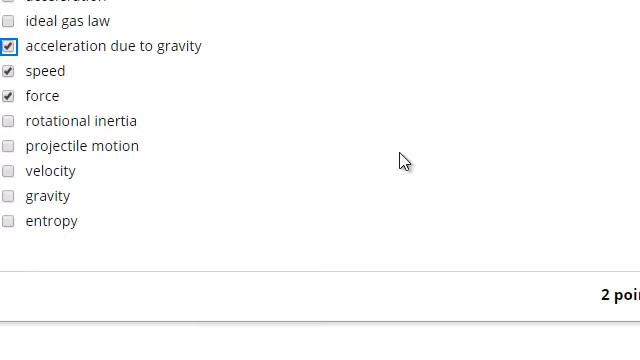 ideal gas law
acceleration due to gravity
speed
force
rotational inertia
projectile motion
velocity
gravity
entropy
2 poi